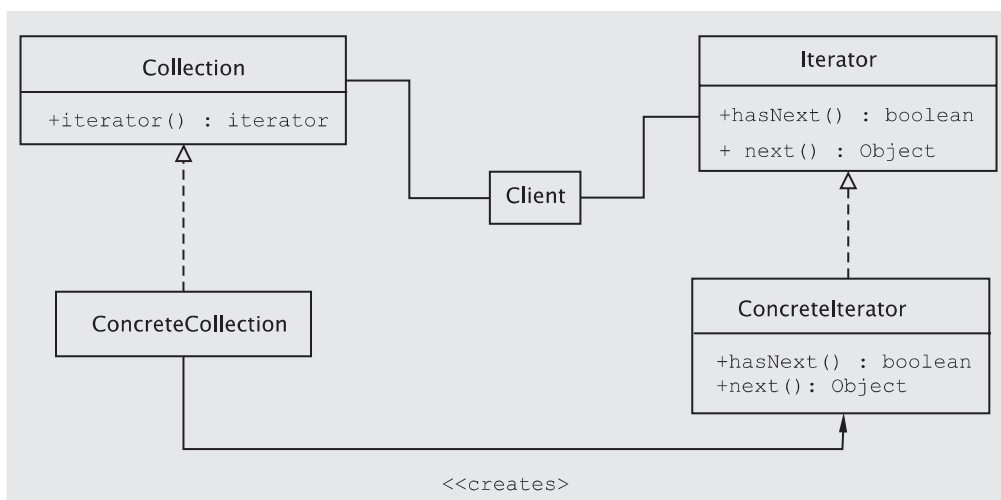 Collection
+iterator() : iterator
Iterator
+hasNext() : boolean
+ next() : Object
Client
ConcreteCollection
ConcreteIterator
+hasNext() : boolean
+next(): Object
<<creates>